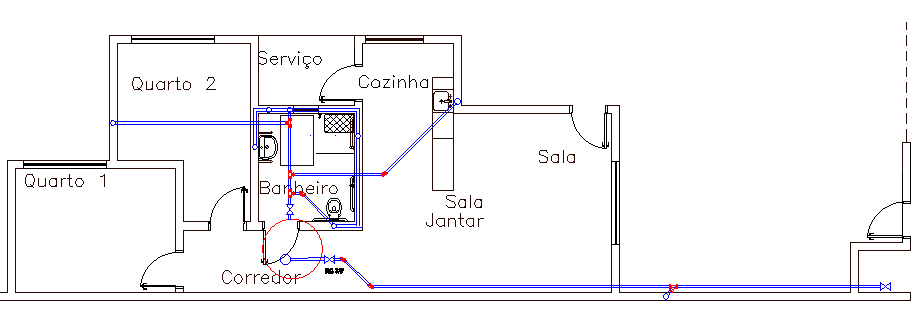 Serviço
Quarto 2
Cozinha
Sala
Quarto 1
Banheiro
Sala
Jantar
Corredor